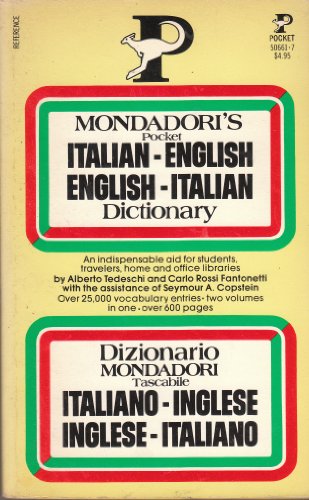 REFERENCE
P
POCKET
50661·7
$4.95
MONDADORI'S
Pocket
ITALIAN-ENGLISH
ENGLISH-ITALIAN
Dictionary
An indispensable aid for students,
travelers, home and office libraries
by Alberto Tedeschi and Carlo Rossi Fantonetti
with the assistance of Seymour A. Copstein
Over 25,000 vocabulary entries·two volumes
in one·over 600 pages
Dizionario
MONDADORI
Tascabile
ITALIANO-INGLESE
INGLESE-ITALIANO